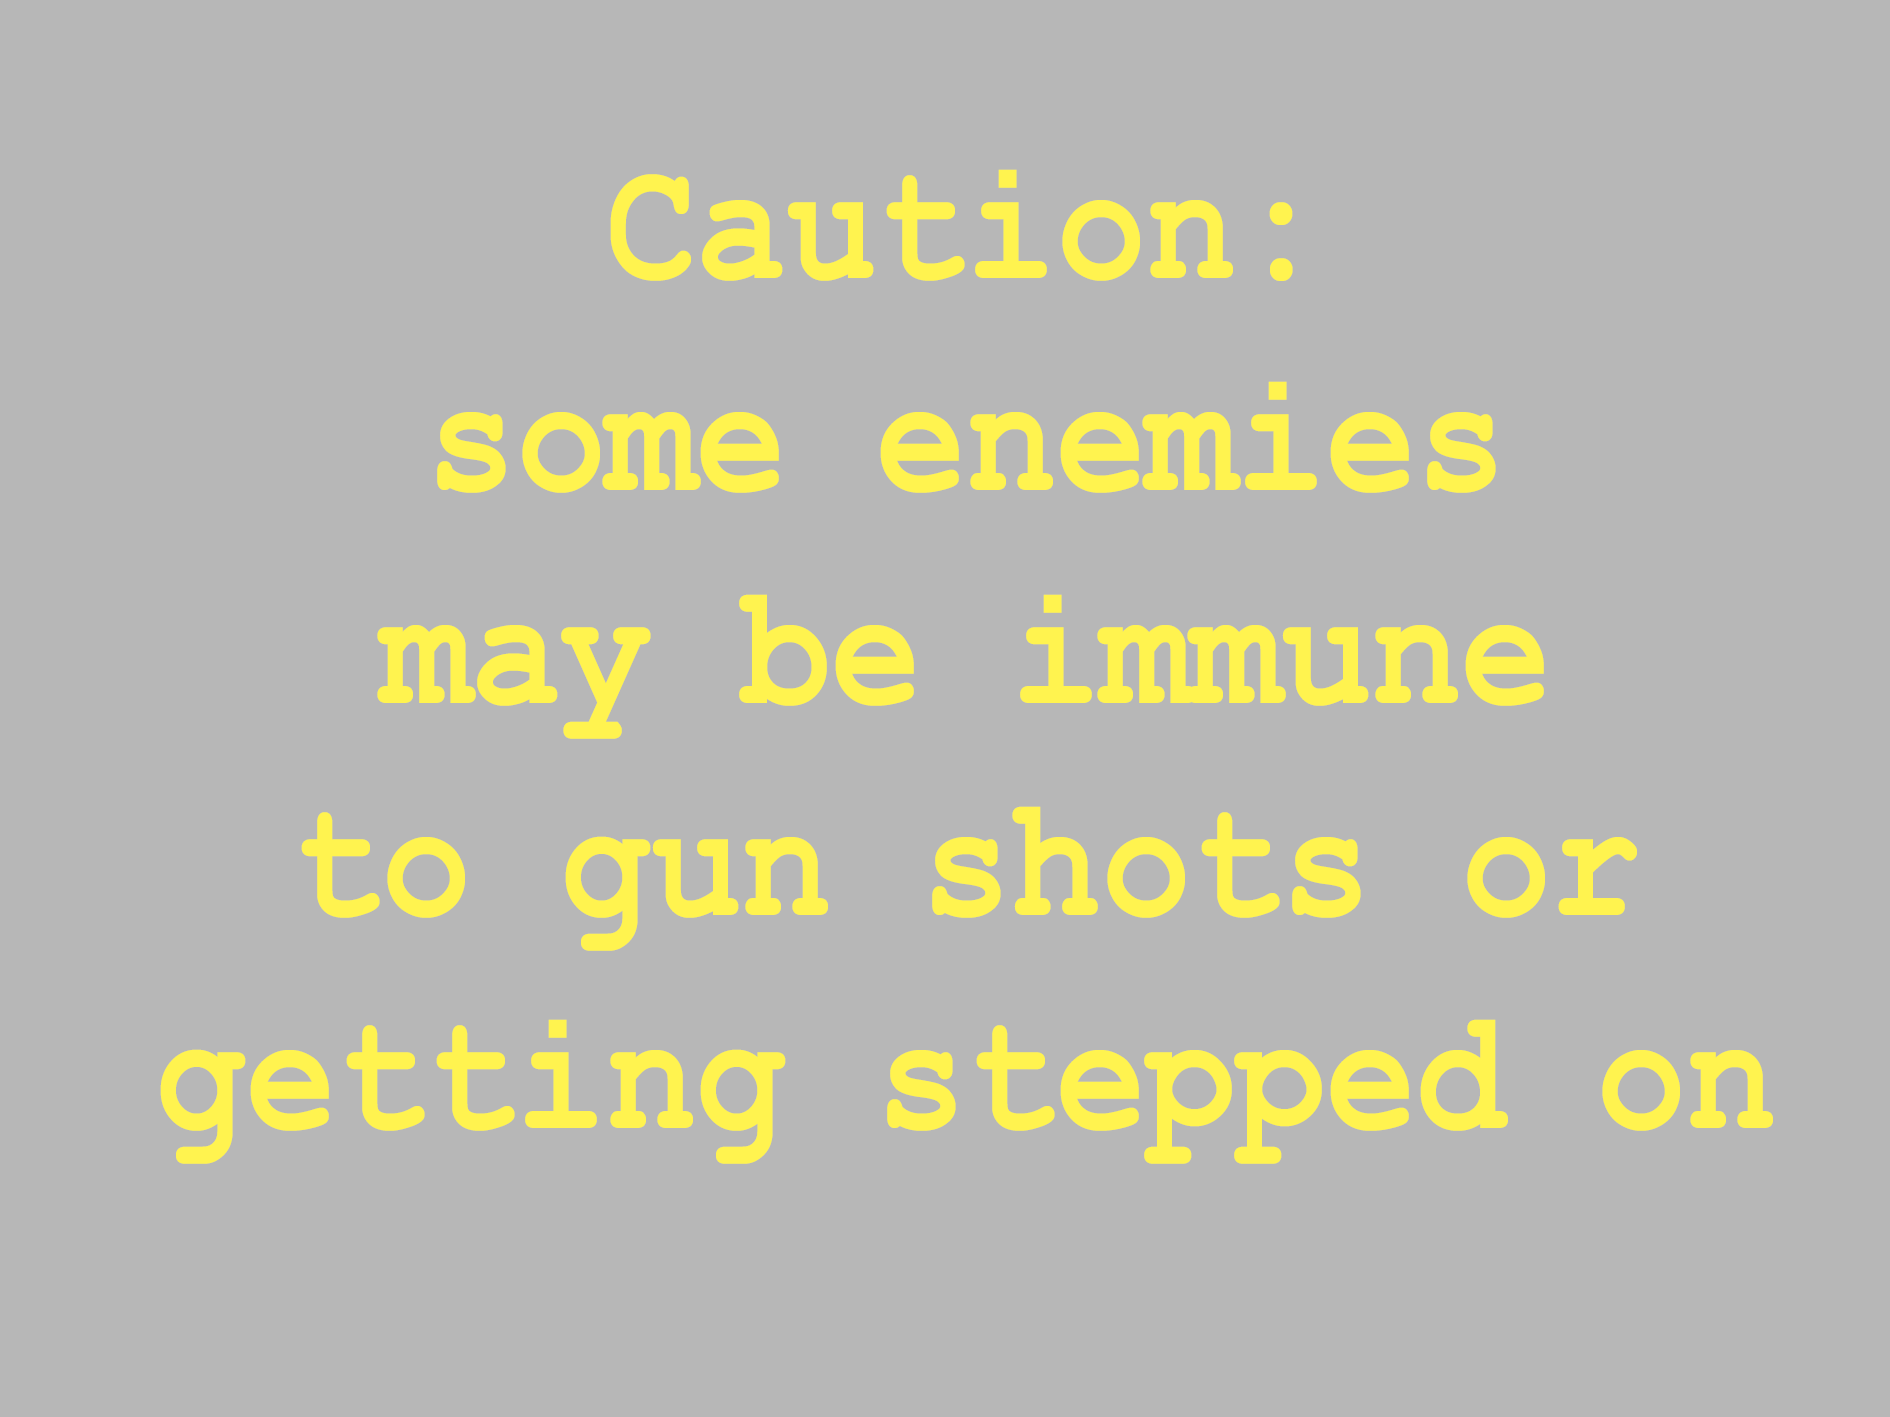 Caution:
some enemies
may be immune
to gun shots or
getting stepped on